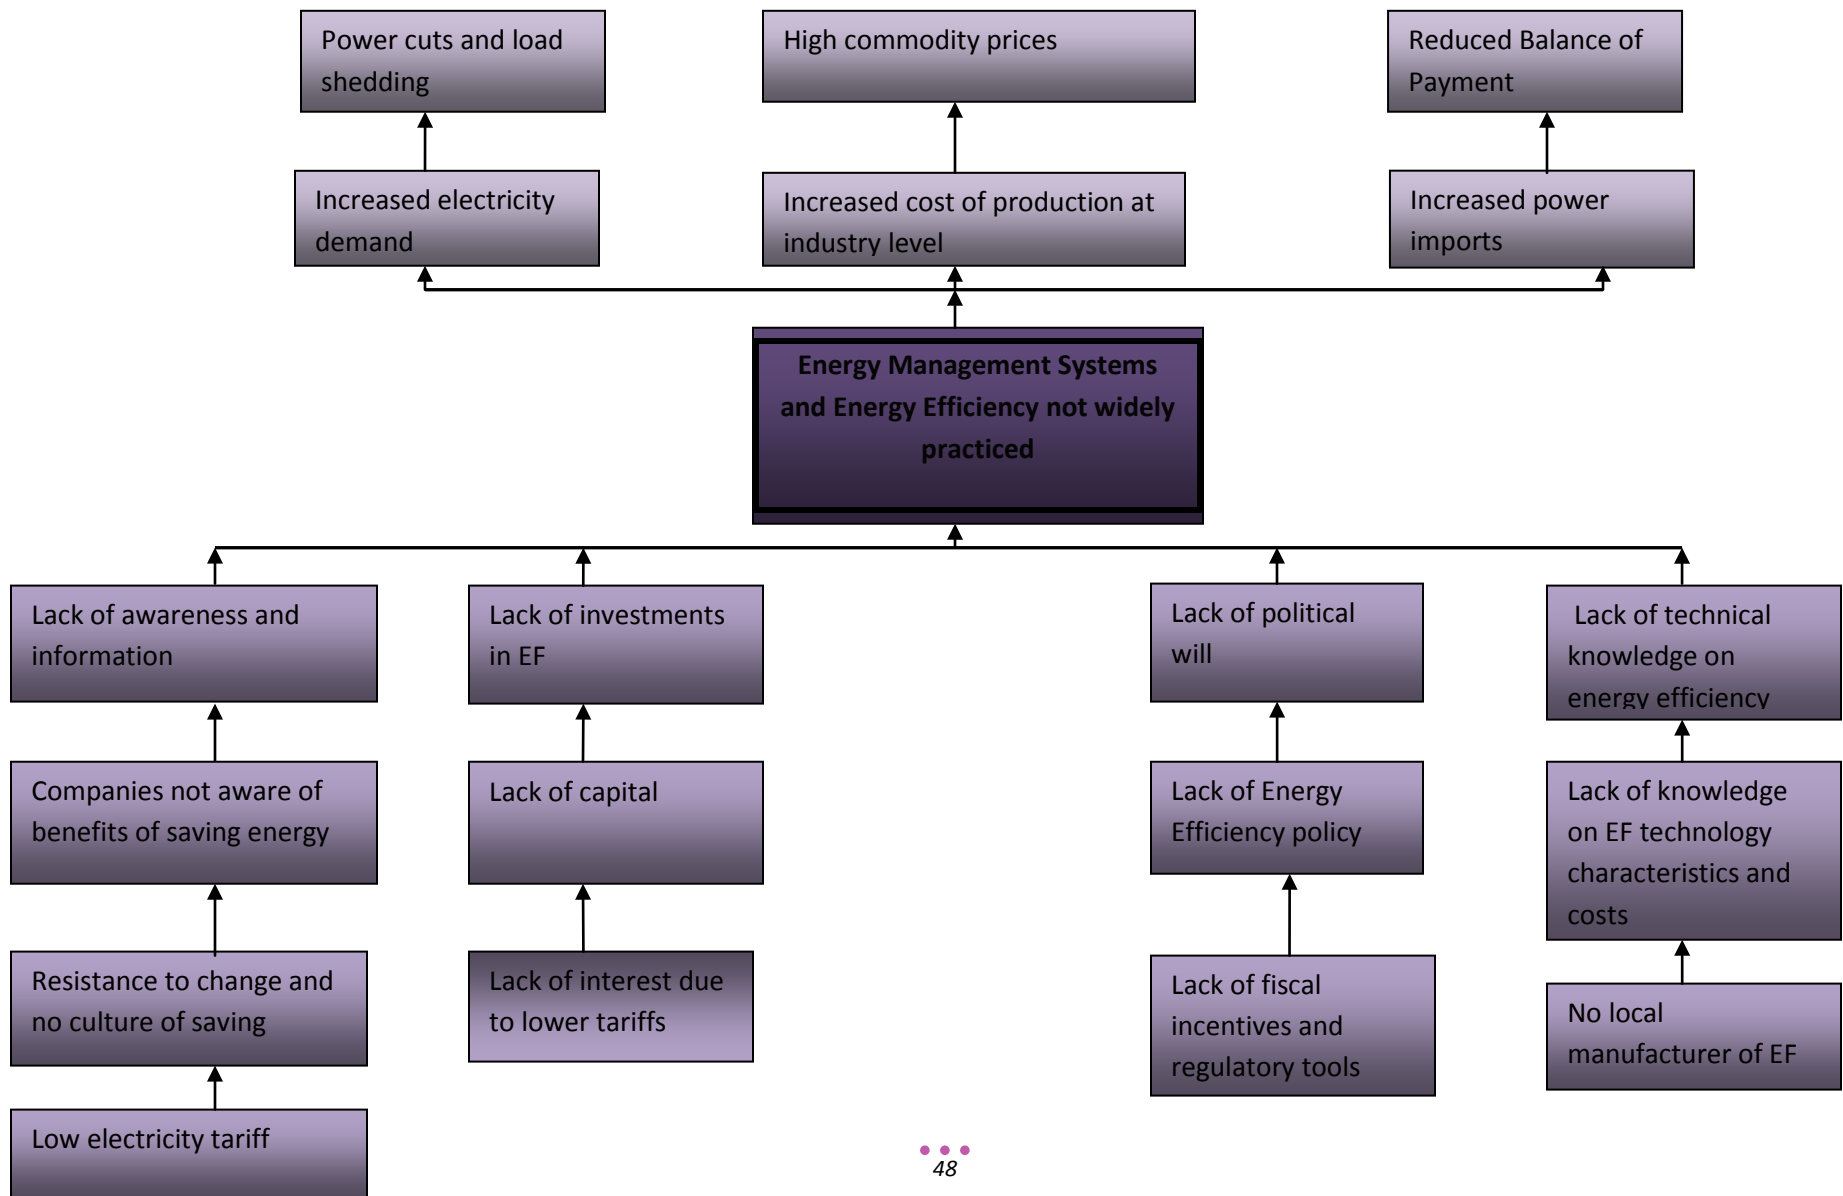 Power cuts and load
shedding
High commodity prices
Reduced Balance of
Payment
Increased electricity
demand
Increased cost of production at
industry level
Increased power
imports
Energy Management Systems
and Energy Efficiency not widely
practiced
Lack of awareness and
information
Lack of investments
in EF
Lack of political
will
Lack of technical
knowledge on
energy efficiency
Companies not aware of
benefits of saving energy
Lack of capital
Lack of Energy
Efficiency policy
Lack of knowledge
on EF technology
characteristics and
costs
Resistance to change and
no culture of saving
Lack of interest due
to lower tariffs
Lack of fiscal
incentives and
regulatory tools
No local
manufacturer of EF
Low electricity tariff
48